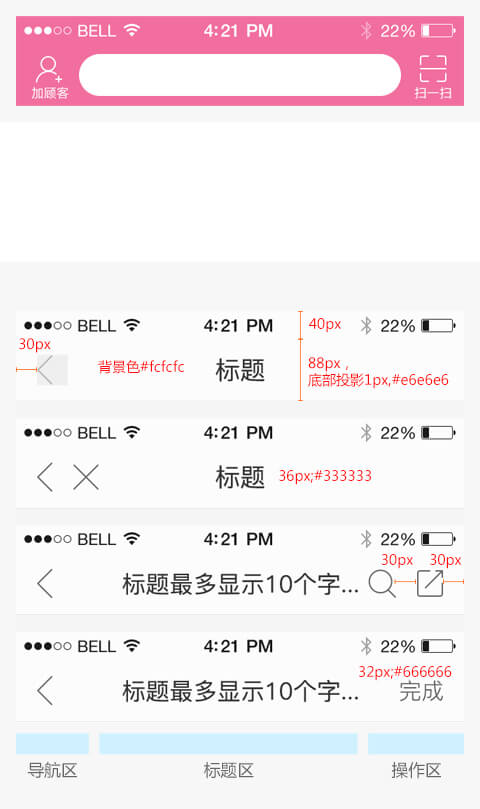 BELL 4:21 PM 22%
加顾客 扫一扫
BELL 4:21 PM 40px 22%
30px
背景色#fcfcfc 标题 88px，
底部投影1px,#e6e6e6
BELL 4:21 PM 22%
标题 36px;#333333
BELL 4:21 PM 22%
30px 30px
标题最多显示10个字...
BELL 4:21 PM 22%
32px;#666666
标题最多显示10个字... 完成
导航区 标题区 操作区